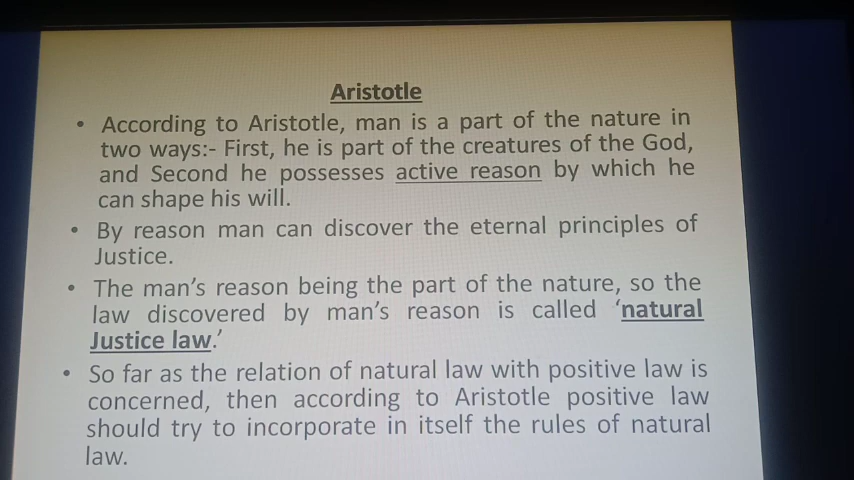 Aristotle
• According to Aristotle, man is a part of the nature in
two ways:- First, he is part of the creatures of the God,
and Second he possesses active reason by which he
can shape his will.
• By reason man can discover the eternal principles of
Justice.
• The man's reason being the part of the nature, so the
law discovered by man's reason is called ‘natural
Justice law.’
• So far as the relation of natural law with positive law is
concerned, then according to Aristotle positive law
should try to incorporate in itself the rules of natural
law.